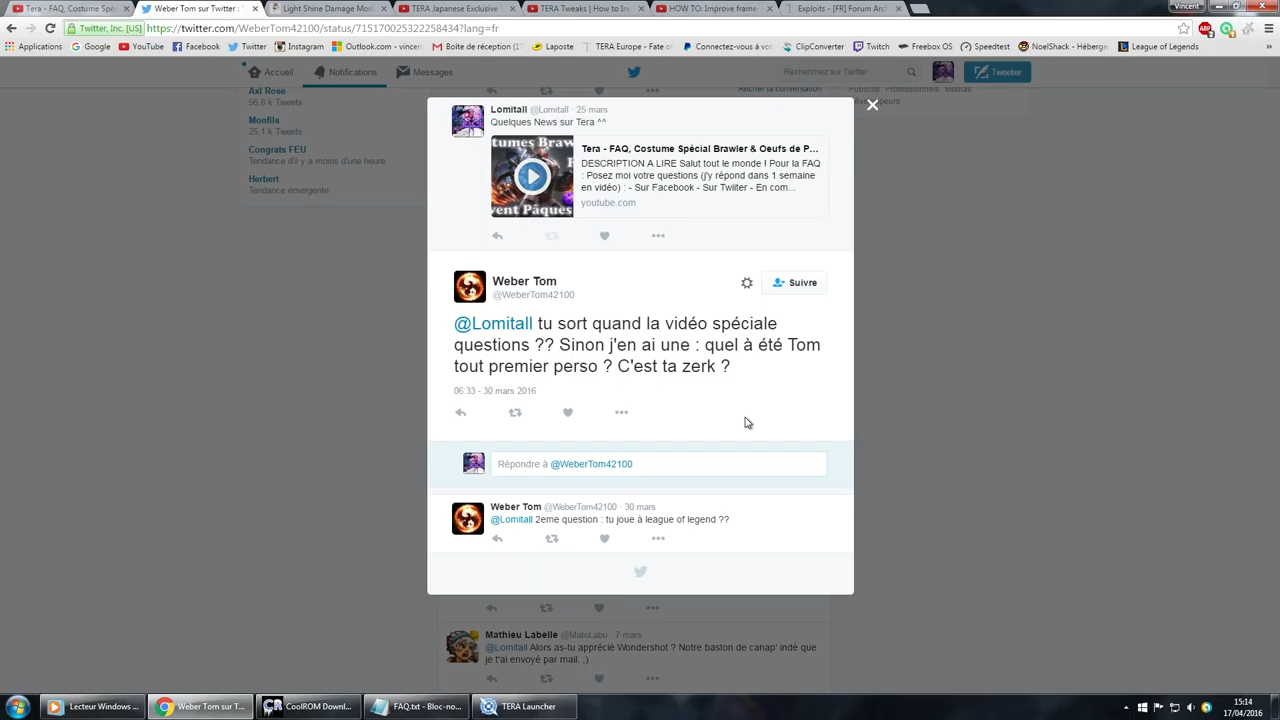 Tera - FAQ, Costume Spé
Weber Tom sur Twitter :
Light Shine Damage Mod
TERA Japanese Exclusive
TERA Tweaks | How to In
HOW TO: Improve frame
Exploits - [FR] Forum Arch
Vincent
Twitter, Inc. [US]
https://twitter.com/WeberTom42100/status/715170025322258434?lang=fr
Applications
Google
YouTube
Facebook
Twitter
Instagram
Outlook.com - vincen
Boîte de réception (17
Laposte
TERA Europe - Fate o
Connectez-vous à vot
ClipConverter
Twitch
Freebox OS
Speedtest
NoelShack - Héberge
League of Legends
Accueil
Notifications
Messages
Recherchez sur Twitter
Tweeter
Axl Rose
56,8 k Tweets
Monfils
25,1 k Tweets
Congrats FEU
Tendance d'il y a moins d'une heure
Herbert
Tendance émergente
Lomitall @Lomitall · 25 mars
Quelques News sur Tera ^^
Tera - FAQ, Costume Spécial Brawler & Oeufs de P...
DESCRIPTION A LIRE Salut tout le monde ! Pour la FAQ
: Posez moi votre questions (j'y répond dans 1 semaine
en vidéo) : - Sur Facebook - Sur Twiiter - En com...
youtube.com
Weber Tom
@WeberTom42100
Suivre
@Lomitall tu sort quand la vidéo spéciale
questions ?? Sinon j'en ai une : quel à été Tom
tout premier perso ? C'est ta zerk ?
06:33 - 30 mars 2016
Répondre à @WeberTom42100
Weber Tom @WeberTom42100 · 30 mars
@Lomitall 2eme question : tu joue à league of legend ??
Mathieu Labelle @MatoLabu · 7 mars
@Lomitall Alors as-tu apprécié Wondershot ? Notre baston de canap' indé que
je t'ai envoyé par mail. ;)
Lecteur Windows ...
Weber Tom sur T...
CoolROM Downl...
FAQ.txt - Bloc-no...
TERA Launcher
15:14
17/04/2016